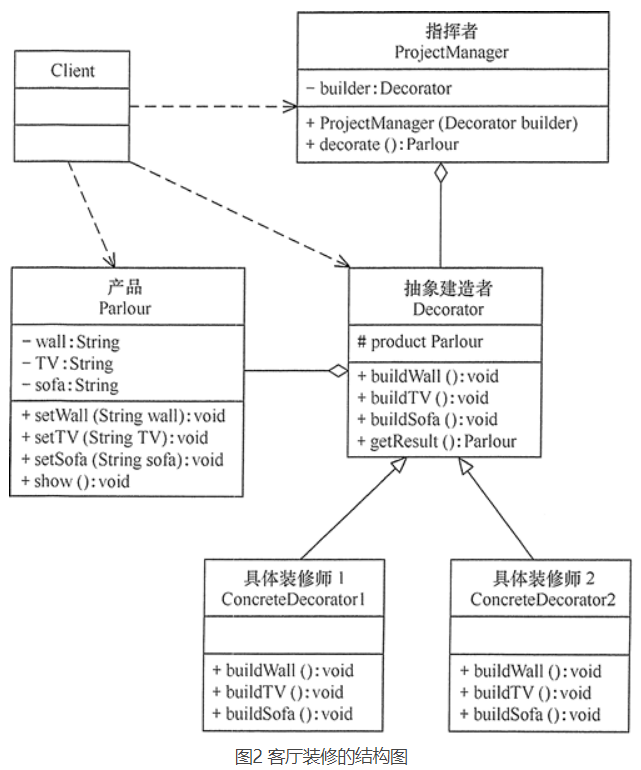 指挥者
ProjectManager
- builder:Decorator
+ ProjectManager (Decorator builder)
+ decorate ():Parlour
Client
产品
Parlour
- wall:String
- TV:String
- sofa:String
+ setWall (String wall):void
+ setTV (String TV):void
+ setSofa (String sofa):void
+ show ():void
抽象建造者
Decorator
# product Parlour
+ buildWall ():void
+ buildTV ():void
+ buildSofa ():void
+ getResult ():Parlour
具体装修师 1
ConcreteDecorator1
+ buildWall ():void
+ buildTV ():void
+ buildSofa ():void
具体装修师 2
ConcreteDecorator2
+ buildWall ():void
+ buildTV ():void
+ buildSofa ():void
图2 客厅装修的结构图